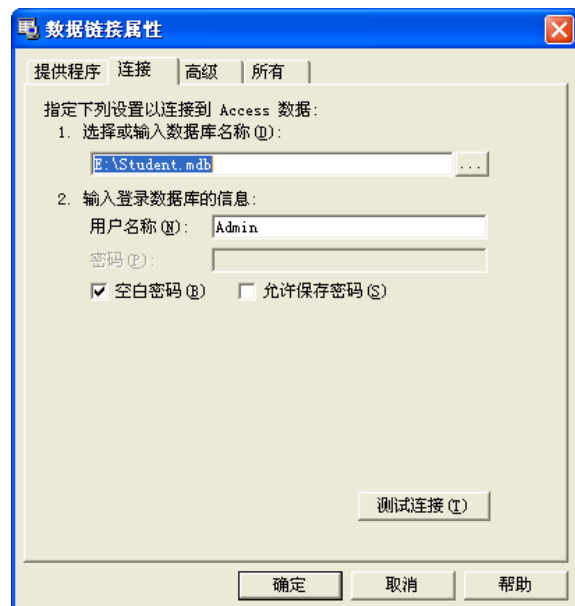 数据链接属性
提供程序 连接 高级 所有
指定下列设置以连接到 Access 数据:
1. 选择或输入数据库名称(D):
E:\Student.mdb ...
2. 输入登录数据库的信息:
用户名称(N): Admin
密码(P):
空白密码(B) 允许保存密码(S)
测试连接(T)
确定 取消 帮助